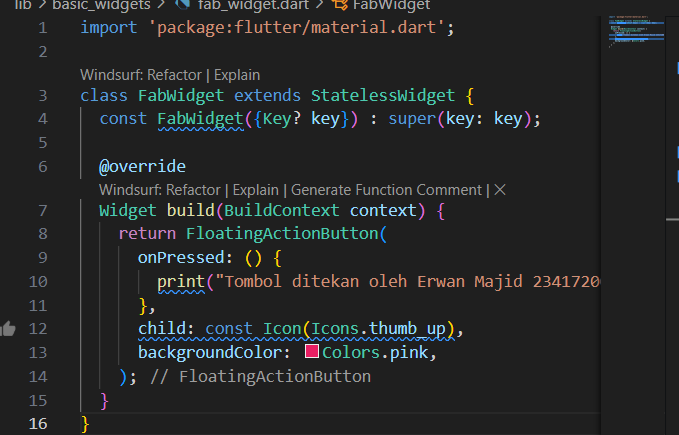 lib > basic_widgets > fab_widget.dart > FabWidget
1 import 'package:flutter/material.dart';
2
Windsurf: Refactor | Explain
3 class FabWidget extends StatelessWidget {
4 const FabWidget({Key? key}) : super(key: key);
5
6 @override
Windsurf: Refactor | Explain | Generate Function Comment | ×
7 Widget build(BuildContext context) {
8 return FloatingActionButton(
9 onPressed: () {
10 print("Tombol ditekan oleh Erwan Majid 2341720
11 },
12 child: const Icon(Icons.thumb_up),
13 backgroundColor: Colors.pink,
14 ); // FloatingActionButton
15 }
16 }